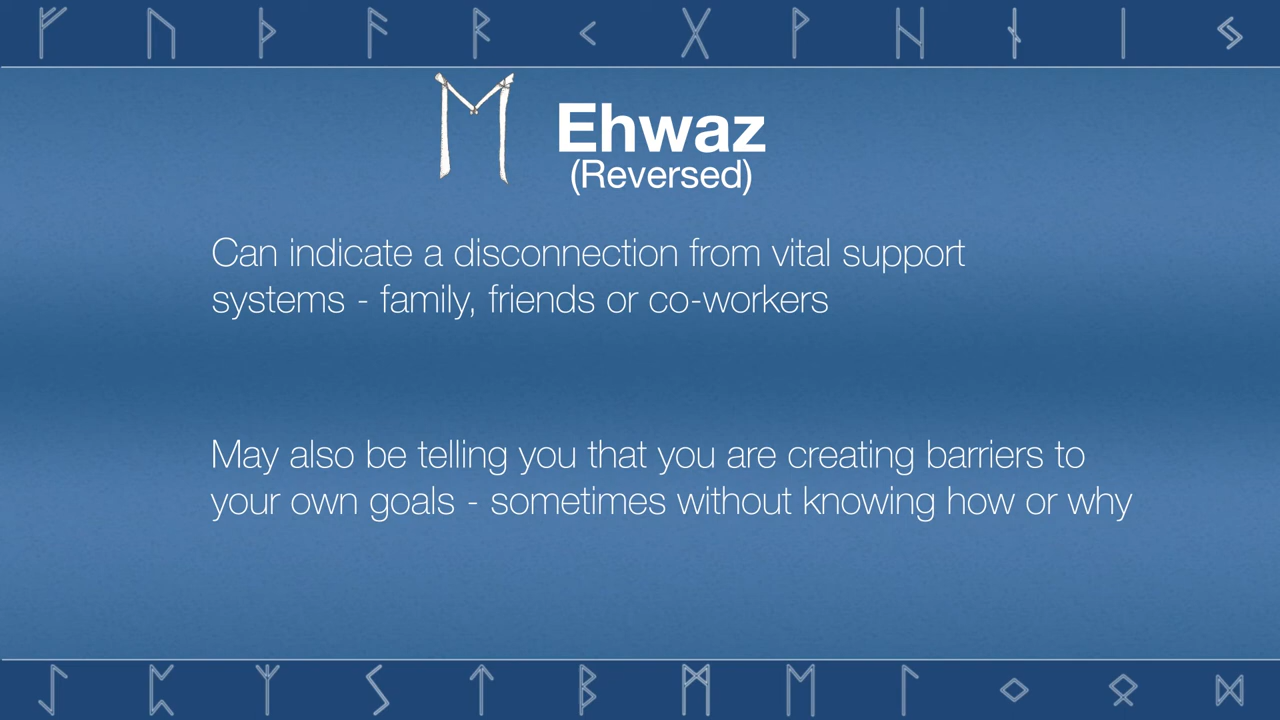 ᚠ ᚢ ᚦ ᚨ ᚱ ᚲ ᚷ ᚹ ᚺ ᚾ ᛁ ᛃ
ᛖ Ehwaz
(Reversed)
Can indicate a disconnection from vital support
systems - family, friends or co-workers
May also be telling you that you are creating barriers to
your own goals - sometimes without knowing how or why
ᛇ ᛈ ᛉ ᛊ ᛏ ᛒ ᛗ ᛖ ᛚ ᛜ ᛟ ᛞ